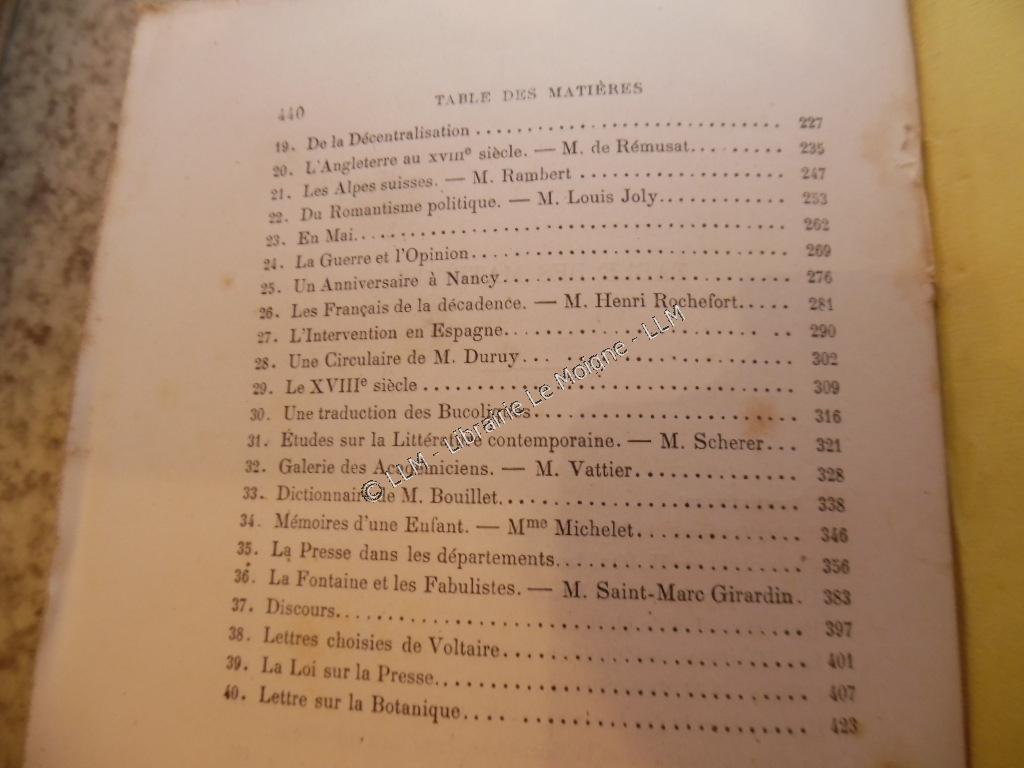 440 TABLE DES MATIÈRES
19. De la Décentralisation . . . . . . . . . . . . . . . . . . . . . . . . . . . . 227
20. L'Angleterre au XVIIIe siècle. — M. de Rémusat. . . . . . . . . 235
21. Les Alpes suisses. — M. Rambert . . . . . . . . . . . . . . . . . . 247
22. Du Romantisme politique. — M. Louis Joly. . . . . . . . . . . . 253
23. En Mai. . . . . . . . . . . . . . . . . . . . . . . . . . . . . . . . . . . . . 262
24. La Guerre et l'Opinion. . . . . . . . . . . . . . . . . . . . . . . . . . 269
25. Un Anniversaire à Nancy. . . . . . . . . . . . . . . . . . . . . . . . 276
26. Les Français de la décadence. — M. Henri Rochefort. . . . . 281
27. L'Intervention en Espagne. . . . . . . . . . . . . . . . . . . . . . . 290
28. Une Circulaire de M. Duruy. . . . . . . . . . . . . . . . . . . . . . 302
29. Le XVIIIe siècle . . . . . . . . . . . . . . . . . . . . . . . . . . . . . . 309
30. Une traduction des Bucoliques. . . . . . . . . . . . . . . . . . . . . 316
31. Études sur la Littérature contemporaine. — M. Scherer. . . 321
32. Galerie des Académiciens. — M. Vattier. . . . . . . . . . . . . . 328
33. Dictionnaire de M. Bouillet. . . . . . . . . . . . . . . . . . . . . . . 338
34. Mémoires d'une Enfant. — Mme Michelet. . . . . . . . . . . . . . 346
35. La Presse dans les départements. . . . . . . . . . . . . . . . . . . 356
36. La Fontaine et les Fabulistes. — M. Saint-Marc Girardin. 383
37. Discours. . . . . . . . . . . . . . . . . . . . . . . . . . . . . . . . . . . . 397
38. Lettres choisies de Voltaire. . . . . . . . . . . . . . . . . . . . . . . 401
39. La Loi sur la Presse. . . . . . . . . . . . . . . . . . . . . . . . . . . . 407
40. Lettre sur la Botanique. . . . . . . . . . . . . . . . . . . . . . . . . . 423
© LLM - Librairie Le Moigne - LLM